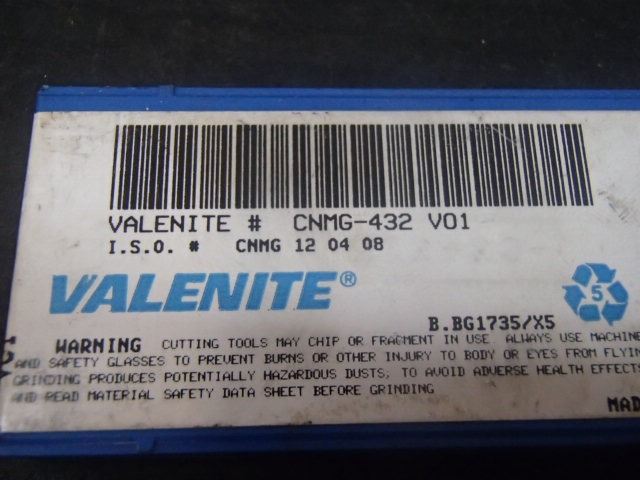 VALENITE # CNMG-432 V01
I.S.O. # CNMG 12 04 08
VALENITE®
5
B.BG1735/X5
WARNING CUTTING TOOLS MAY CHIP OR FRAGMENT IN USE. ALWAYS USE MACHINE
AND SAFETY GLASSES TO PREVENT BURNS OR OTHER INJURY TO BODY OR EYES FROM FLYIN
GRINDING PRODUCES POTENTIALLY HAZARDOUS DUSTS; TO AVOID ADVERSE HEALTH EFFECTS
AND READ MATERIAL SAFETY DATA SHEET BEFORE GRINDING
MAD